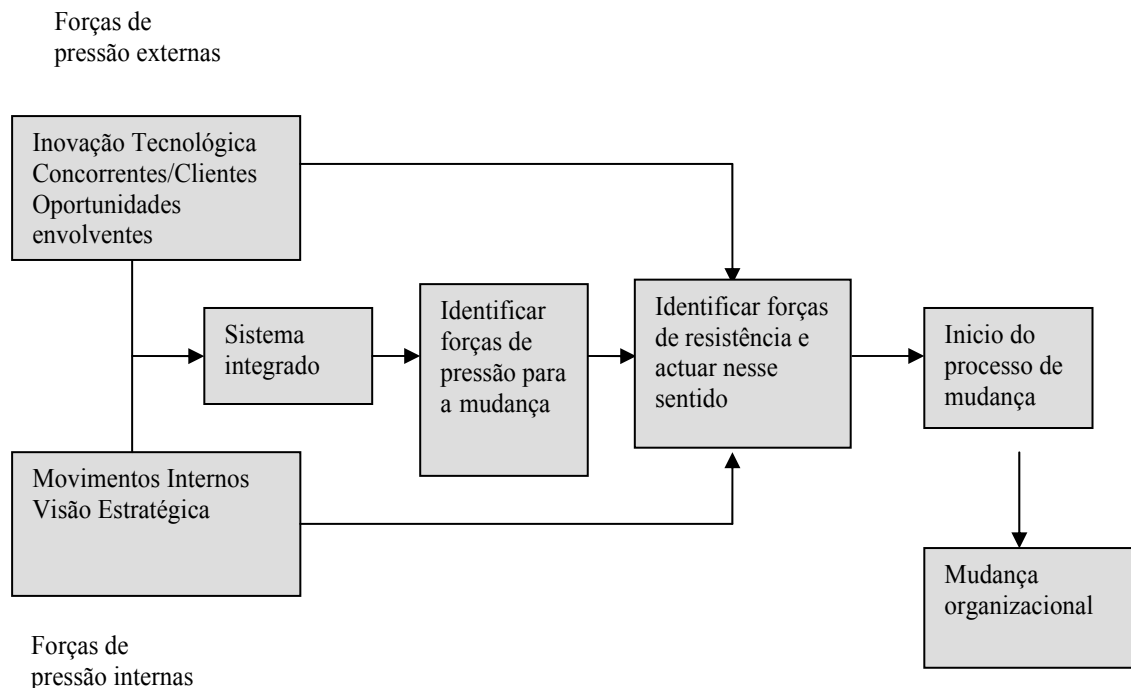 Forças de
pressão externas
Inovação Tecnológica
Concorrentes/Clientes
Oportunidades
envolventes
Sistema
integrado
Identificar
forças de
pressão para
a mudança
Identificar forças
de resistência e
actuar nesse
sentido
Inicio do
processo de
mudança
Movimentos Internos
Visão Estratégica
Mudança
organizacional
Forças de
pressão internas